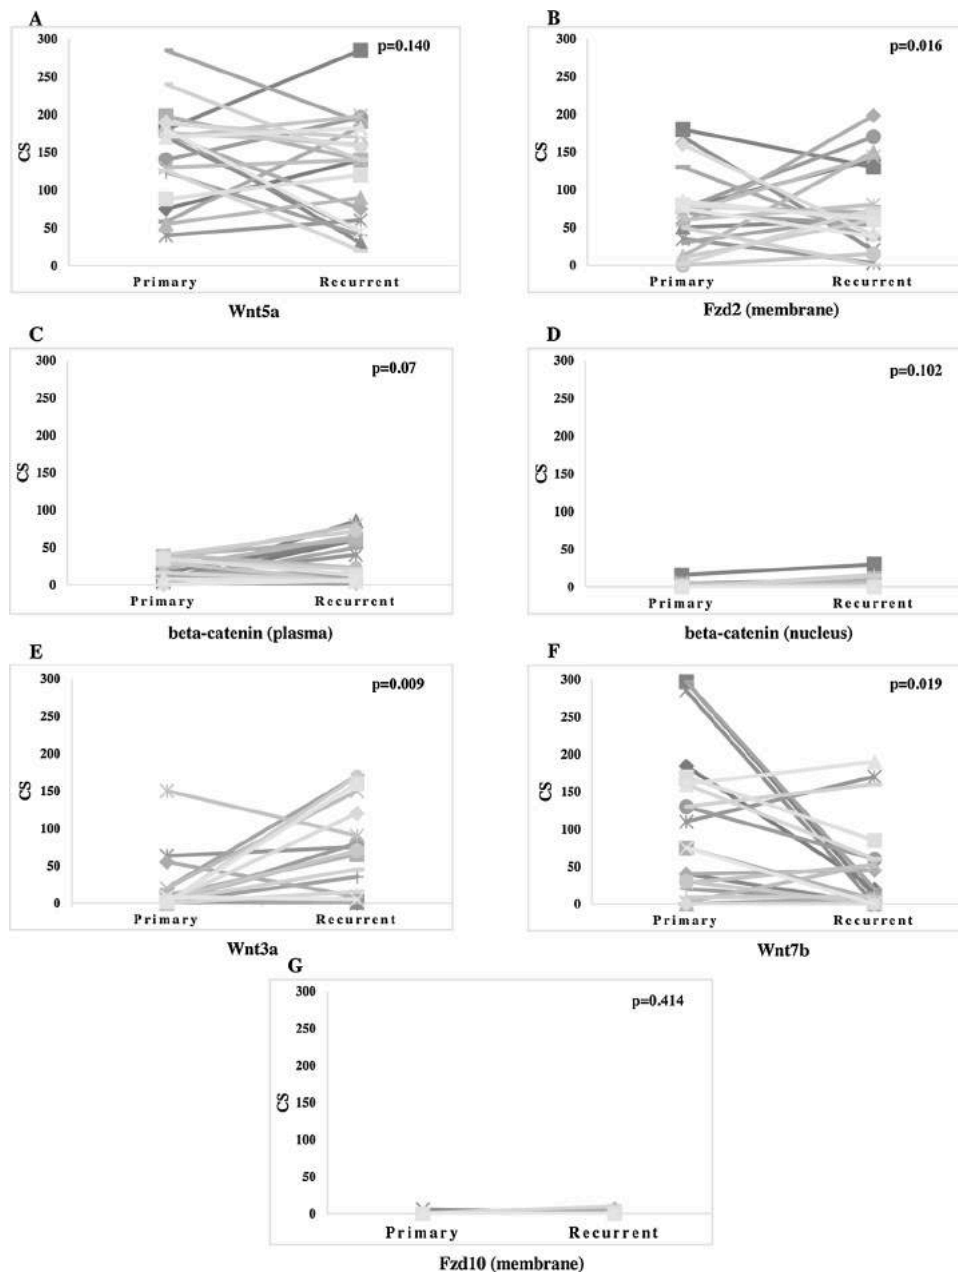 A
300
250
200
150
100
50
0
CS
p=0.140
Primary
Recurrent
Wnt5a
B
300
250
200
150
100
50
0
CS
p=0.016
Primary
Recurrent
Fzd2 (membrane)
C
300
250
200
150
100
50
0
CS
p=0.07
Primary
Recurrent
beta-catenin (plasma)
D
300
250
200
150
100
50
0
CS
p=0.102
Primary
Recurrent
beta-catenin (nucleus)
E
300
250
200
150
100
50
0
CS
p=0.009
Primary
Recurrent
Wnt3a
F
300
250
200
150
100
50
0
CS
p=0.019
Primary
Recurrent
Wnt7b
G
300
250
200
150
100
50
0
CS
p=0.414
Primary
Recurrent
Fzd10 (membrane)